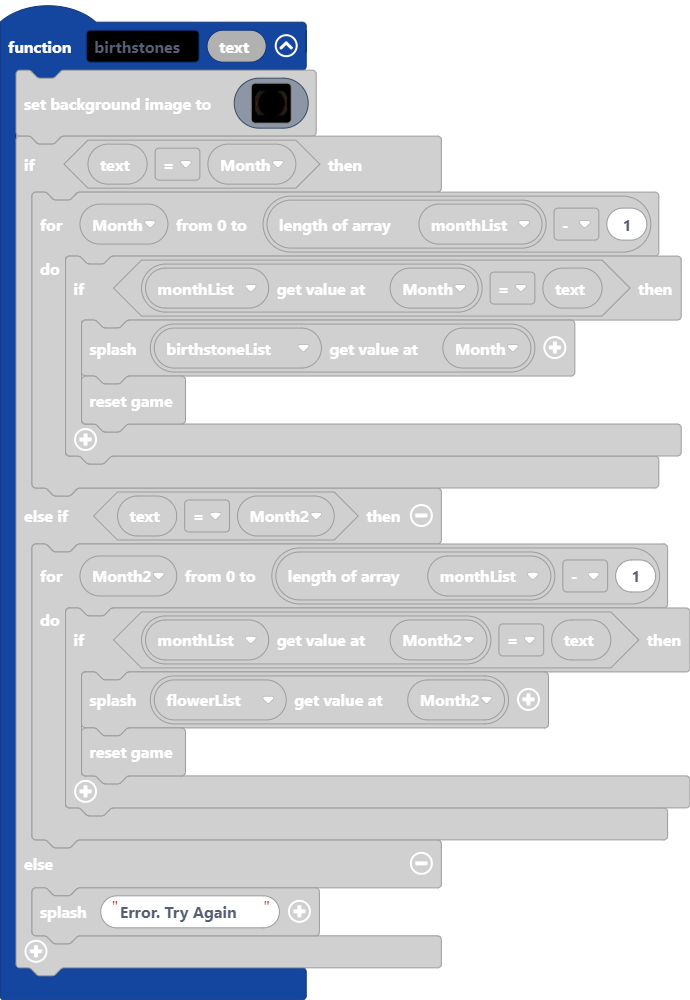 function birthstones text
set background image to
if text = Month then
for Month from 0 to length of array monthList - 1
do
if monthList get value at Month = text then
splash birthstoneList get value at Month
reset game
else if text = Month2 then
for Month2 from 0 to length of array monthList - 1
do
if monthList get value at Month2 = text then
splash flowerList get value at Month2
reset game
else
splash "Error. Try Again"